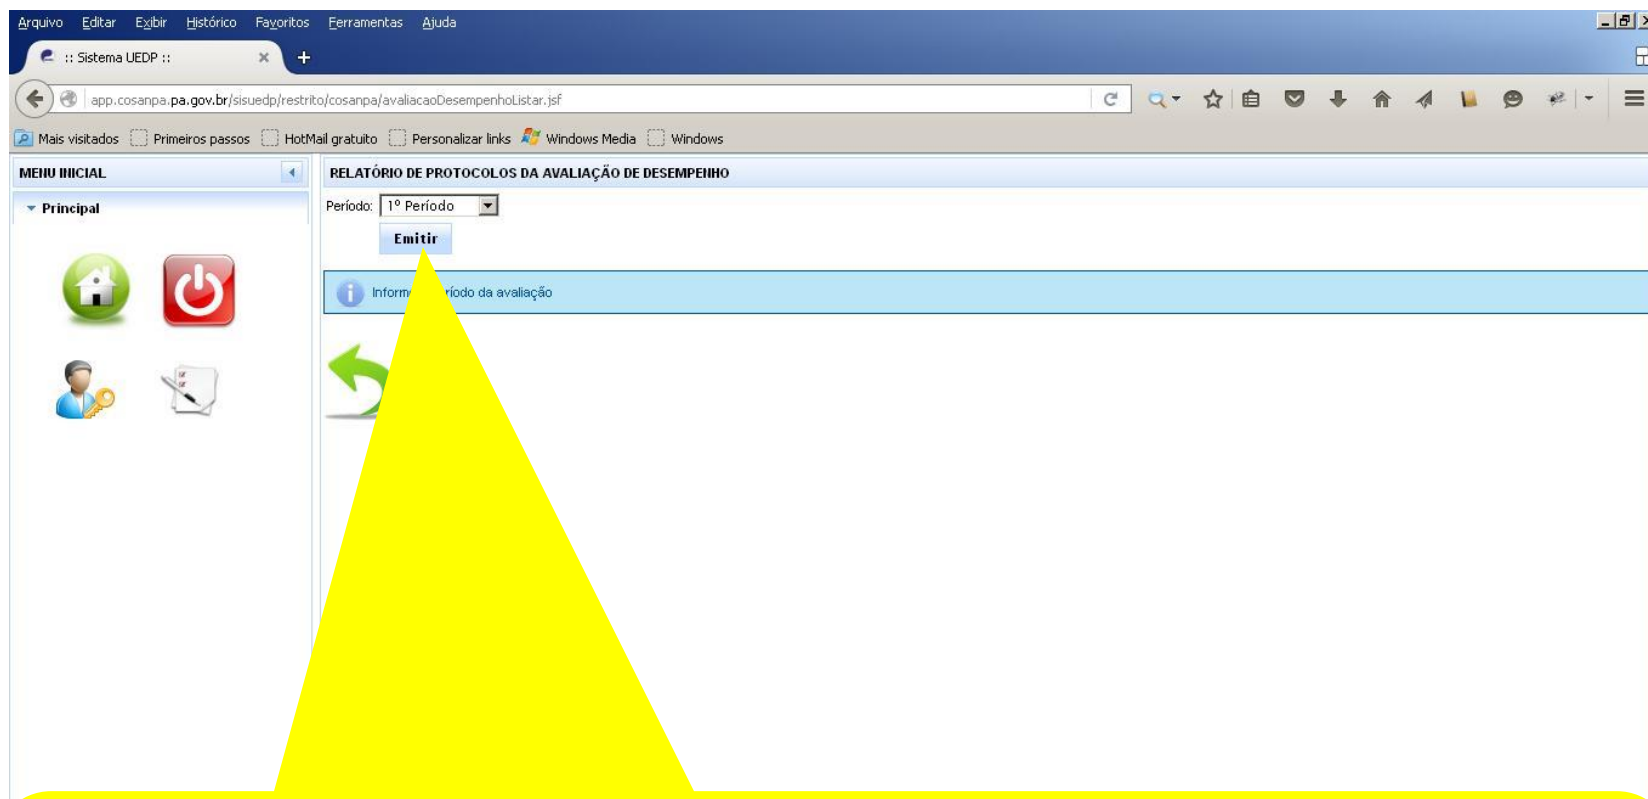 Arquivo Editar Exibir Histórico Favoritos Ferramentas Ajuda
:: Sistema UEDP ::
app.cosanpa.pa.gov.br/sisuedp/restrito/cosanpa/avaliacaoDesempenhoListar.jsf
Mais visitados Primeiros passos HotMail gratuito Personalizar links Windows Media Windows
MENU INICIAL
RELATÓRIO DE PROTOCOLOS DA AVALIAÇÃO DE DESEMPENHO
Principal
Período: 1º Período
Emitir
da avaliação